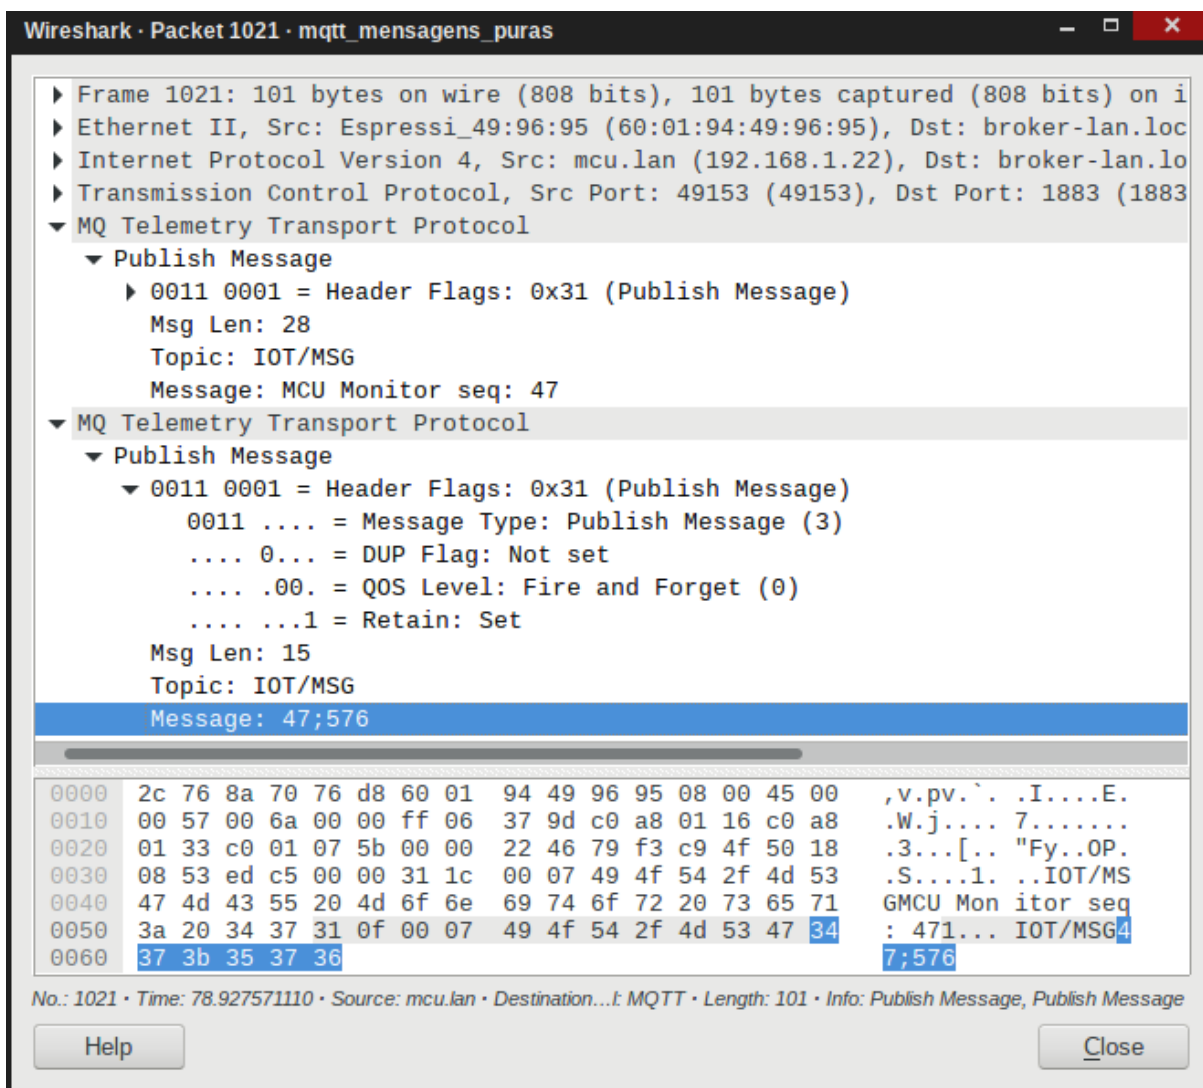 Wireshark · Packet 1021 · mqtt_mensagens_puras
Frame 1021: 101 bytes on wire (808 bits), 101 bytes captured (808 bits) on i
Ethernet II, Src: Espressi_49:96:95 (60:01:94:49:96:95), Dst: broker-lan.loc
Internet Protocol Version 4, Src: mcu.lan (192.168.1.22), Dst: broker-lan.lo
Transmission Control Protocol, Src Port: 49153 (49153), Dst Port: 1883 (1883
MQ Telemetry Transport Protocol
Publish Message
0011 0001 = Header Flags: 0x31 (Publish Message)
Msg Len: 28
Topic: IOT/MSG
Message: MCU Monitor seq: 47
MQ Telemetry Transport Protocol
Publish Message
0011 0001 = Header Flags: 0x31 (Publish Message)
0011 .... = Message Type: Publish Message (3)
.... 0... = DUP Flag: Not set
.... .00. = QOS Level: Fire and Forget (0)
.... ...1 = Retain: Set
Msg Len: 15
Topic: IOT/MSG
Message: 47;576
0000 2c 76 8a 70 76 d8 60 01 94 49 96 95 08 00 45 00 ,v.pv.`. .I....E.
0010 00 57 00 6a 00 00 ff 06 37 9d c0 a8 01 16 c0 a8 .W.j.... 7.......
0020 01 33 c0 01 07 5b 00 00 22 46 79 f3 c9 4f 50 18 .3...[.. "Fy..OP.
0030 08 53 ed c5 00 00 31 1c 00 07 49 4f 54 2f 4d 53 .S....1. ..IOT/MS
0040 47 4d 43 55 20 4d 6f 6e 69 74 6f 72 20 73 65 71 GMCU Mon itor seq
0050 3a 20 34 37 31 0f 00 07 49 4f 54 2f 4d 53 47 34 : 471... IOT/MSG4
0060 37 3b 35 37 36 7;576
No.: 1021 · Time: 78.927571110 · Source: mcu.lan · Destination…l: MQTT · Length: 101 · Info: Publish Message, Publish Message
Help
Close